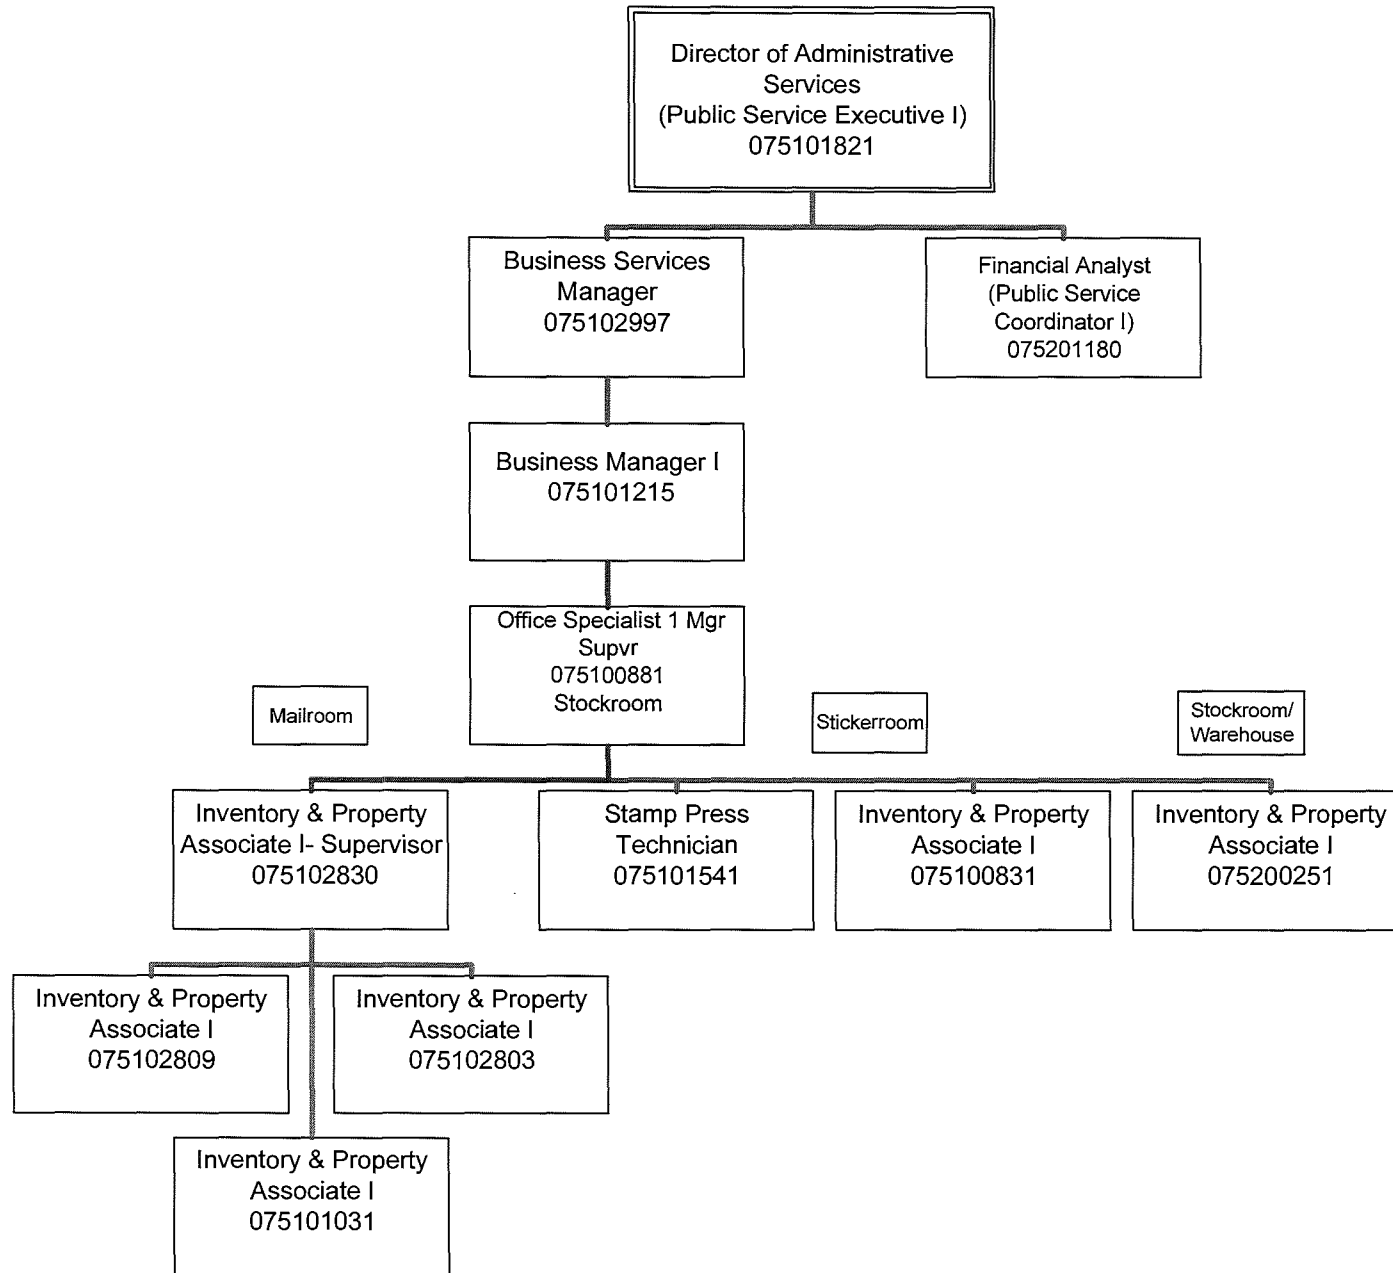 Director of Administrative
Services
(Public Service Executive I)
075101821
Business Services
Manager
075102997
Financial Analyst
(Public Service
Coordinator I)
075201180
Business Manager I
075101215
Office Specialist 1 Mgr
Supvr
075100881
Stockroom
Mailroom
Stickerroom
Stockroom/
Warehouse
Inventory & Property
Associate I- Supervisor
075102830
Stamp Press
Technician
075101541
Inventory & Property
Associate I
075100831
Inventory & Property
Associate I
075200251
Inventory & Property
Associate I
075102809
Inventory & Property
Associate I
075102803
Inventory & Property
Associate I
075101031